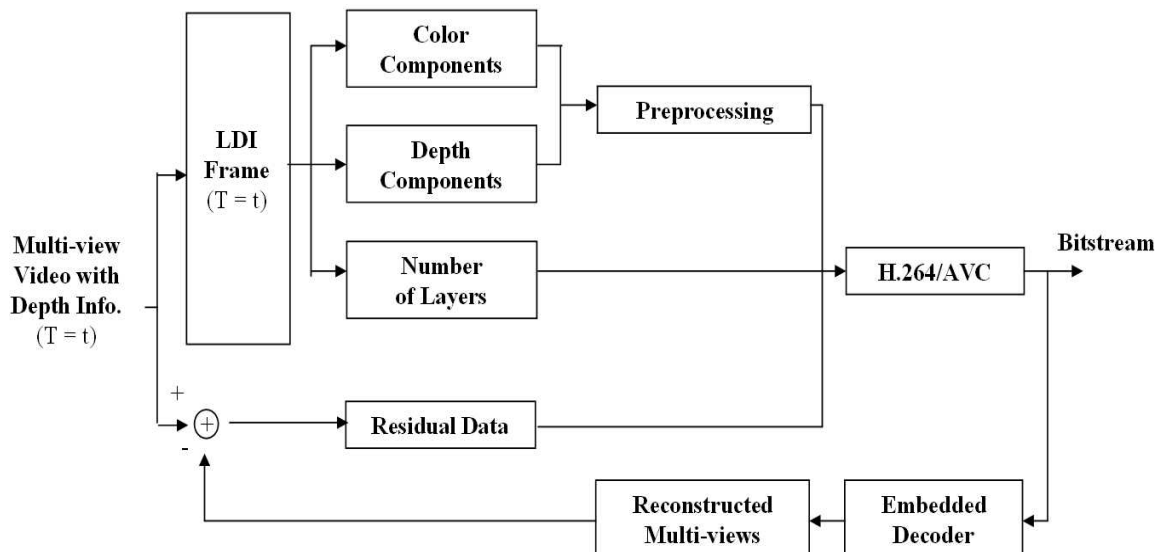 Multi-view
Video with
Depth Info.
(T = t)
LDI
Frame
(T = t)
Color
Components
Depth
Components
Number
of Layers
Preprocessing
H.264/AVC
Bitstream
+
+
-
Residual Data
Reconstructed
Multi-views
Embedded
Decoder